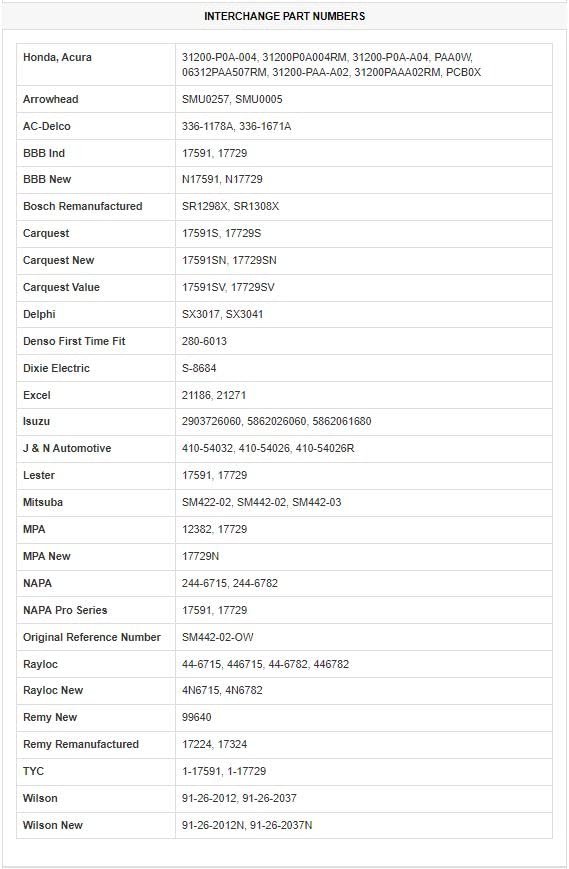 INTERCHANGE PART NUMBERS
Honda, Acura 31200-P0A-004, 31200P0A004RM, 31200-P0A-A04, PAA0W,
06312PAA507RM, 31200-PAA-A02, 31200PAAA02RM, PCB0X
Arrowhead SMU0257, SMU0005
AC-Delco 336-1178A, 336-1671A
BBB Ind 17591, 17729
BBB New N17591, N17729
Bosch Remanufactured SR1298X, SR1308X
Carquest 17591S, 17729S
Carquest New 17591SN, 17729SN
Carquest Value 17591SV, 17729SV
Delphi SX3017, SX3041
Denso First Time Fit 280-6013
Dixie Electric S-8684
Excel 21186, 21271
Isuzu 2903726060, 5862026060, 5862061680
J & N Automotive 410-54032, 410-54026, 410-54026R
Lester 17591, 17729
Mitsuba SM422-02, SM442-02, SM442-03
MPA 12382, 17729
MPA New 17729N
NAPA 244-6715, 244-6782
NAPA Pro Series 17591, 17729
Original Reference Number SM442-02-OW
Rayloc 44-6715, 446715, 44-6782, 446782
Rayloc New 4N6715, 4N6782
Remy New 99640
Remy Remanufactured 17224, 17324
TYC 1-17591, 1-17729
Wilson 91-26-2012, 91-26-2037
Wilson New 91-26-2012N, 91-26-2037N